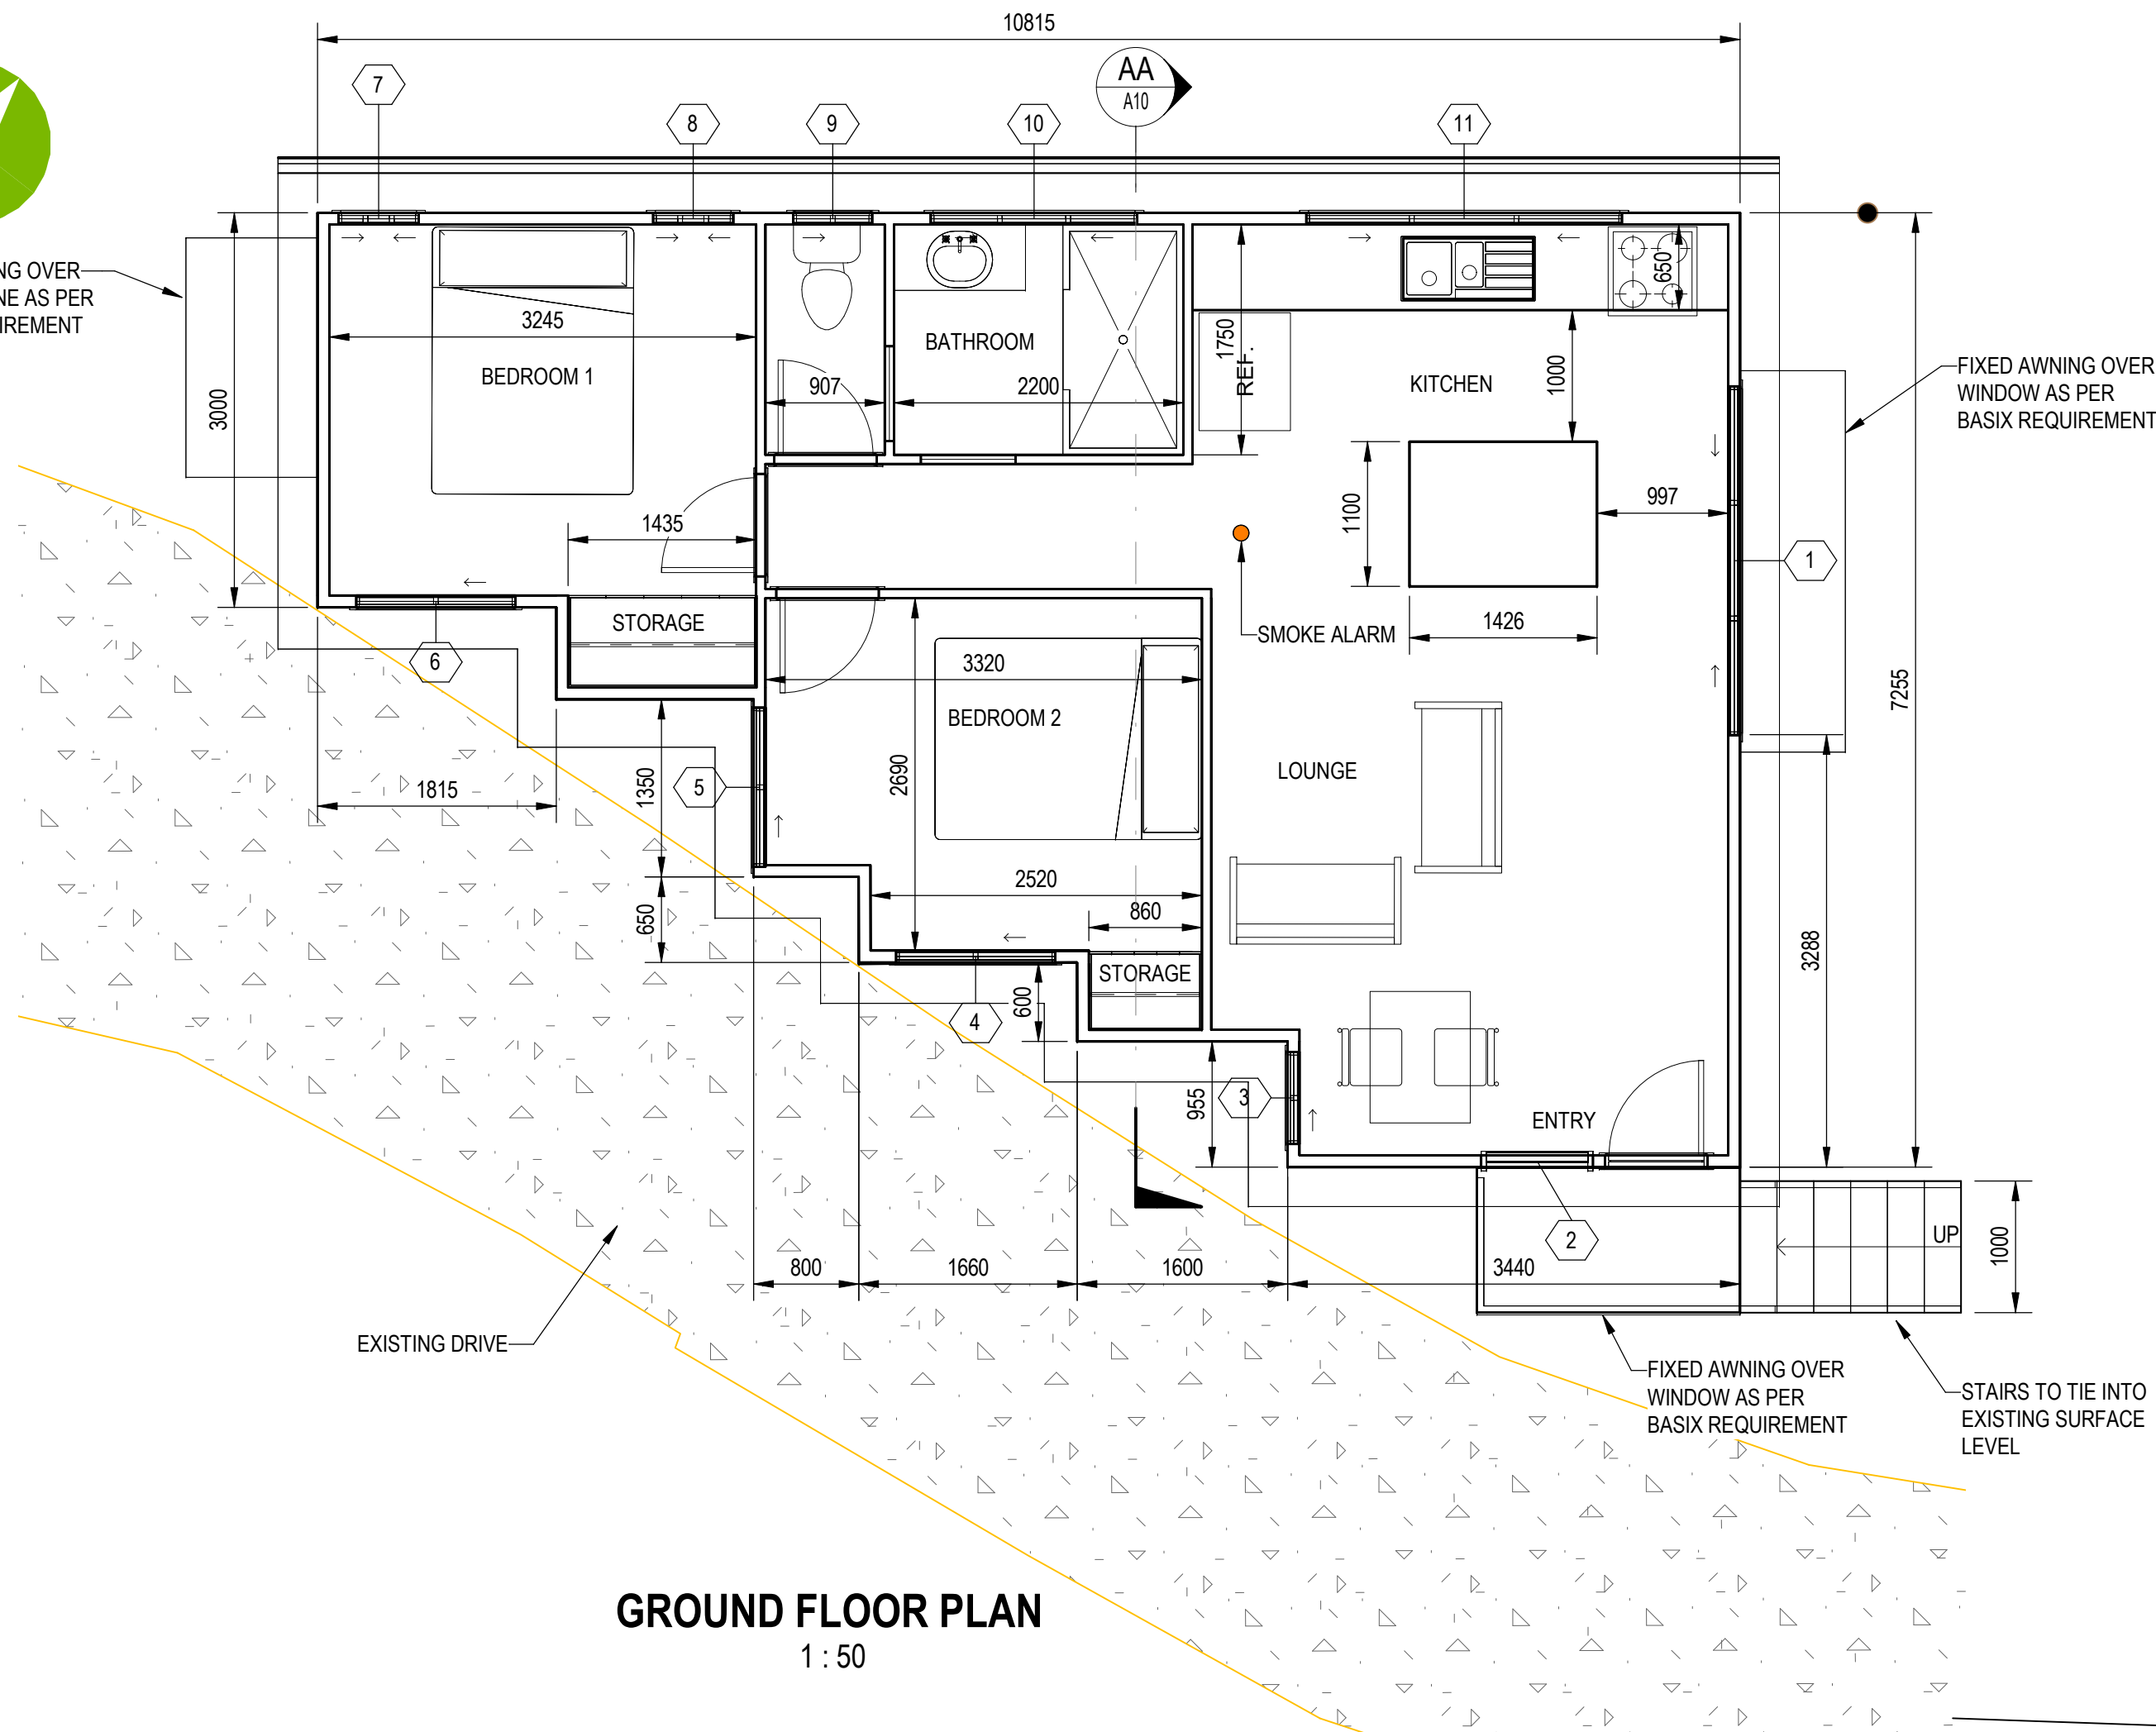 10815
AA
A10
7
8
9
10
11
NG OVER
NE AS PER
IREMENT
3245
BEDROOM 1
3000
907
BATHROOM
2200
1750
REF.
650
KITCHEN
1000
FIXED AWNING OVER
WINDOW AS PER
BASIX REQUIREMENT
1435
1100
997
1
1426
SMOKE ALARM
STORAGE
6
3320
BEDROOM 2
7255
LOUNGE
1815
1350
5
2690
2520
860
650
3288
STORAGE
600
4
955
3
ENTRY
2
UP
1000
800
1660
1600
3440
EXISTING DRIVE
FIXED AWNING OVER
WINDOW AS PER
BASIX REQUIREMENT
STAIRS TO TIE INTO
EXISTING SURFACE
LEVEL
GROUND FLOOR PLAN
1 : 50